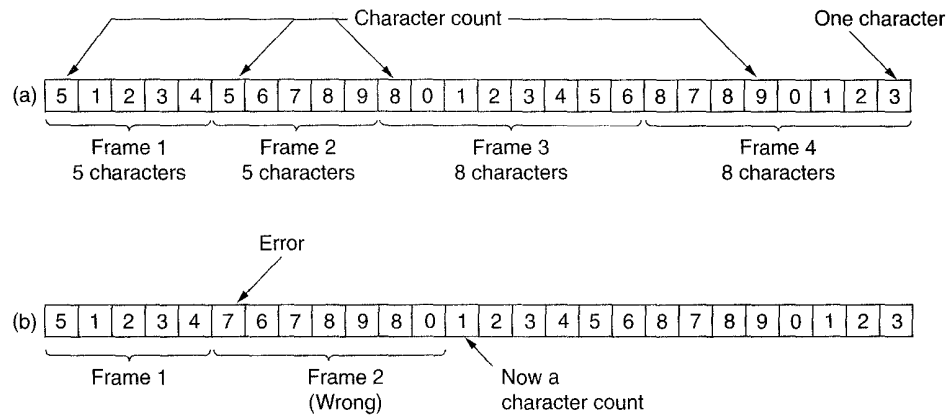 Character count One character
(a) 5 1 2 3 4 5 6 7 8 9 8 0 1 2 3 4 5 6 8 7 8 9 0 1 2 3
Frame 1 Frame 2 Frame 3 Frame 4
5 characters 5 characters 8 characters 8 characters
Error
(b) 5 1 2 3 4 7 6 7 8 9 8 0 1 2 3 4 5 6 8 7 8 9 0 1 2 3
Frame 1 Frame 2 Now a
(Wrong) character count